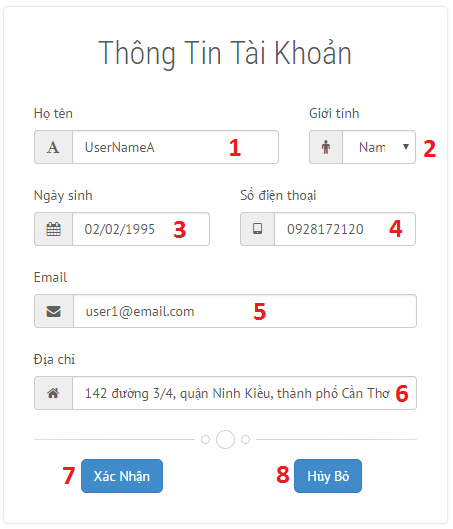 Thông Tin Tài Khoản
Họ tên Giới tính
A UserNameA 1 Nam 2
Ngày sinh Số điện thoại
02/02/1995 3 0928172120 4
Email
user1@email.com 5
Địa chỉ
142 đường 3/4, quận Ninh Kiều, thành phố Cần Thơ 6
7 Xác Nhận 8 Hủy Bỏ